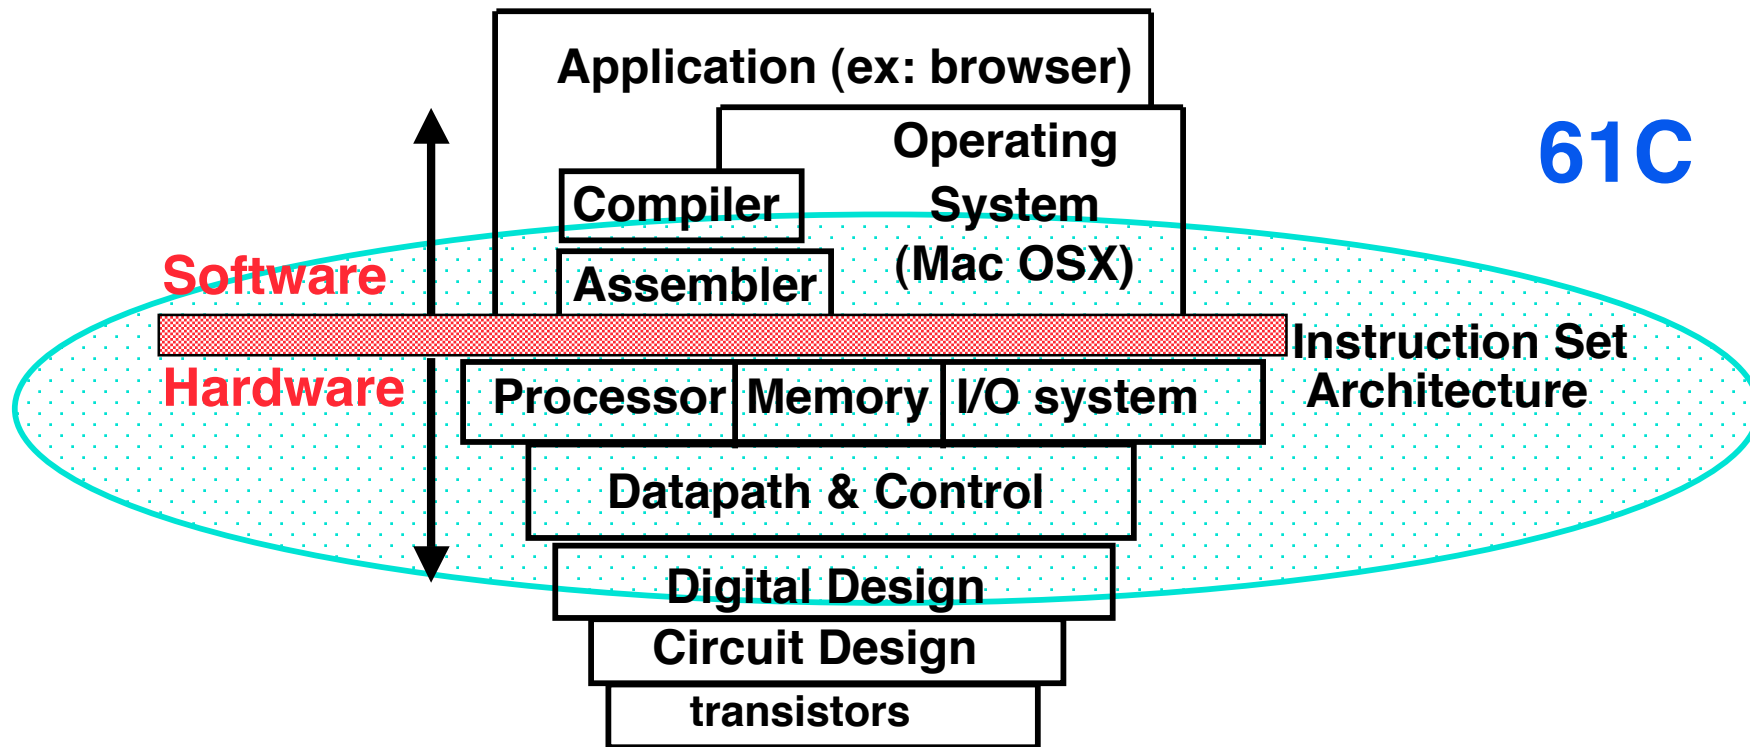 Application (ex: browser)
Operating
System
(Mac OSX)
61C
Compiler
Assembler
Software
Hardware
Instruction Set
Architecture
Processor
Memory
I/O system
Datapath & Control
Digital Design
Circuit Design
transistors